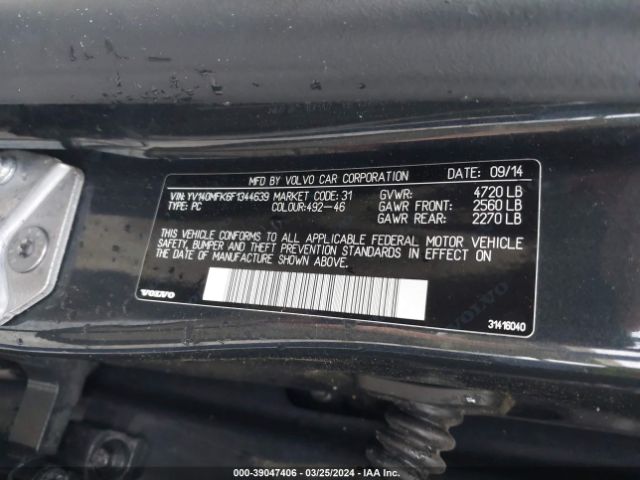 MFD BY VOLVO CAR CORPORATION DATE: 09/14
VIN: YV140MFK6F1344639 MARKET CODE: 31 GVWR: 4720 LB
TYPE: PC COLOUR:492-46 GAWR FRONT: 2560 LB
GAWR REAR: 2270 LB
THIS VEHICLE CONFORMS TO ALL APPLICABLE FEDERAL MOTOR VEHICLE
SAFETY, BUMPER AND THEFT PREVENTION STANDARDS IN EFFECT ON
THE DATE OF MANUFACTURE SHOWN ABOVE.
VOLVO
VOLVO
31416040
000-39047406 - 03/25/2024 - IAA Inc.